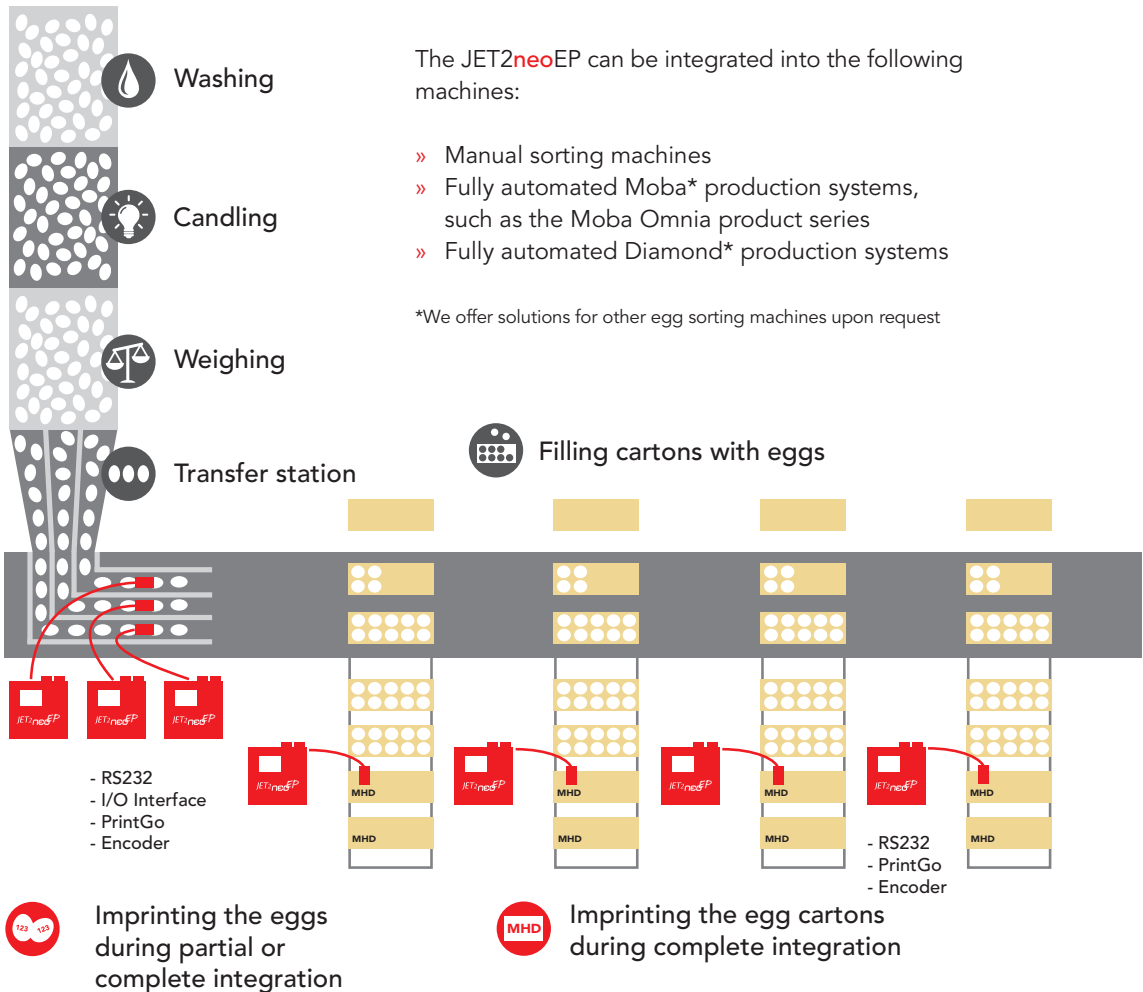 Washing
Candling
Weighing
Transfer station
The JET2neoEP can be integrated into the following
machines:
» Manual sorting machines
» Fully automated Moba* production systems,
such as the Moba Omnia product series
» Fully automated Diamond* production systems
*We offer solutions for other egg sorting machines upon request
Filling cartons with eggs
JET2neoEP
JET2neoEP
JET2neoEP
JET2neoEP
JET2neoEP
JET2neoEP
JET2neoEP
MHD
MHD
MHD
MHD
MHD
MHD
MHD
MHD
- RS232
- I/O Interface
- PrintGo
- Encoder
- RS232
- PrintGo
- Encoder
123 123
Imprinting the eggs
during partial or
complete integration
MHD
Imprinting the egg cartons
during complete integration